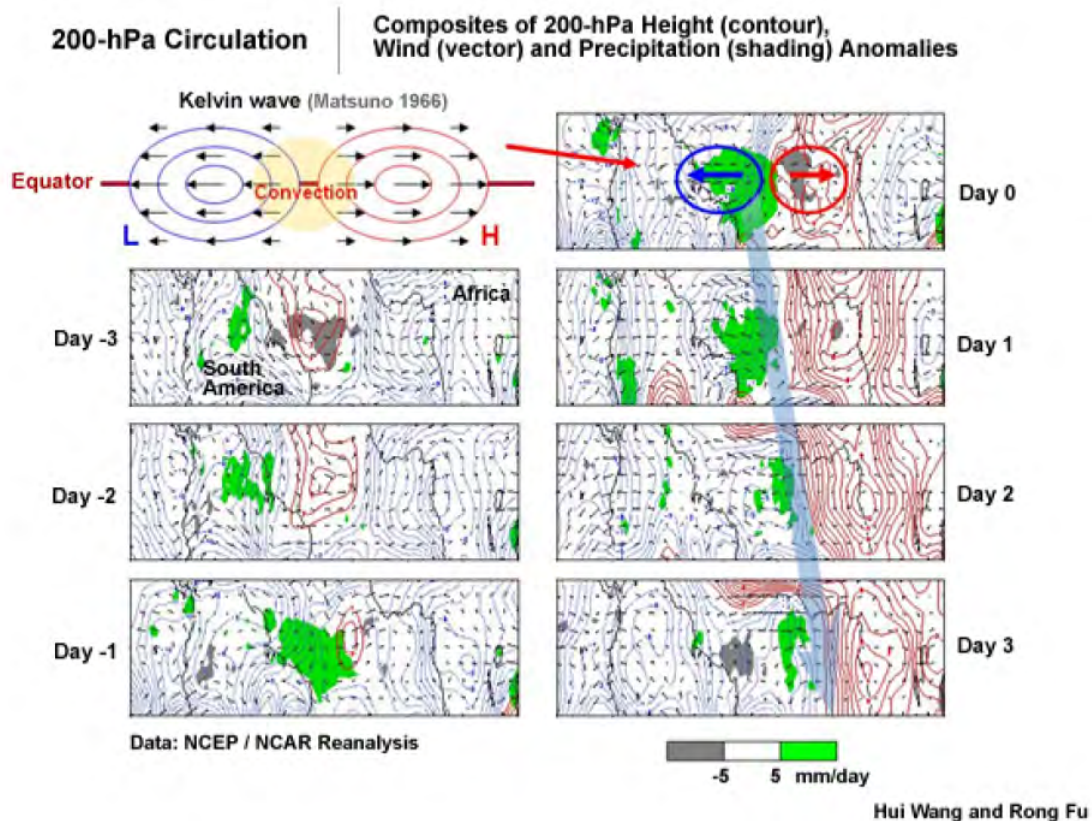 200-hPa Circulation
Composites of 200-hPa Height (contour),
Wind (vector) and Precipitation (shading) Anomalies
Kelvin wave (Matsuno 1966)
Equator
Convection
L
H
Day 0
Day -3
Africa
South
America
Day 1
Day -2
Day 2
Day -1
Day 3
Data: NCEP / NCAR Reanalysis
-5 5 mm/day
Hui Wang and Rong Fu